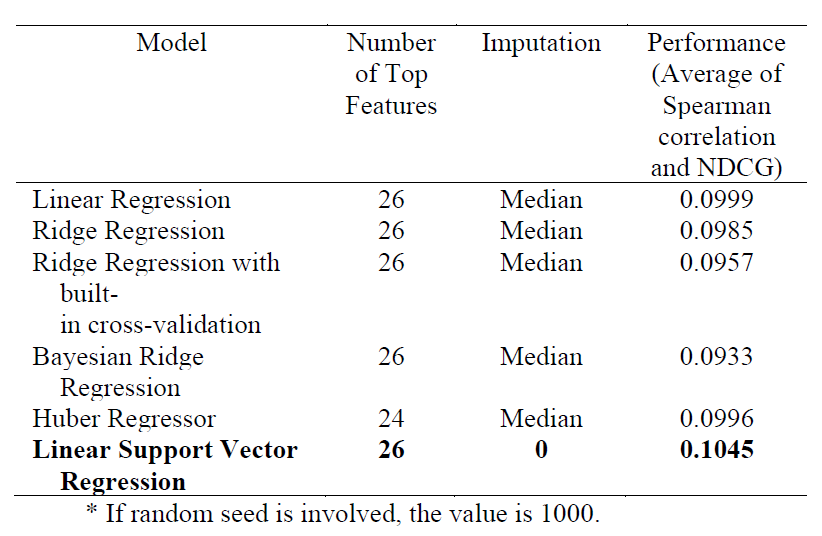 Model Number Imputation Performance
of Top (Average of
Features Spearman
correlation
and NDCG)
Linear Regression 26 Median 0.0999
Ridge Regression 26 Median 0.0985
Ridge Regression with 26 Median 0.0957
built-
in cross-validation
Bayesian Ridge 26 Median 0.0933
Regression
Huber Regressor 24 Median 0.0996
Linear Support Vector 26 0 0.1045
Regression
* If random seed is involved, the value is 1000.